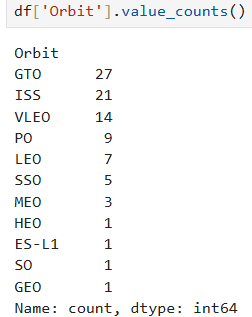 df['Orbit'].value_counts()
Orbit
GTO 27
ISS 21
VLEO 14
PO 9
LEO 7
SSO 5
MEO 3
HEO 1
ES-L1 1
SO 1
GEO 1
Name: count, dtype: int64